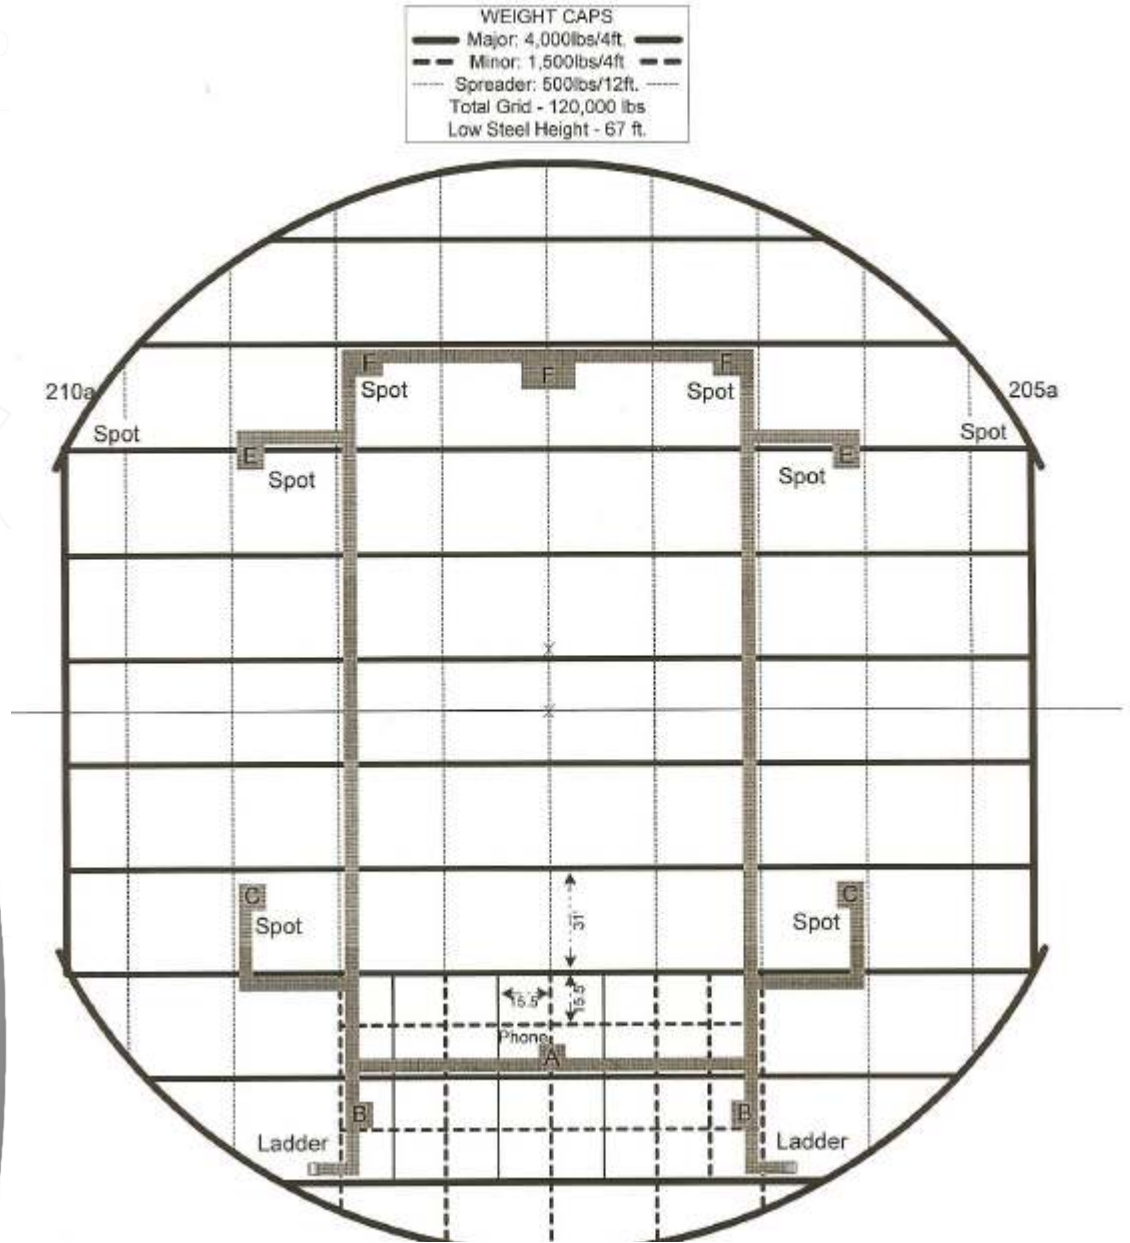 WEIGHT CAPS
Major: 4,000lbs/4ft.
Minor: 1,500lbs/4ft
Spreader: 500lbs/12ft.
Total Grid - 120,000 lbs
Low Steel Height - 67 ft.
F
F
F
Spot
Spot
210a
205a
Spot
Spot
E
E
Spot
Spot
C
C
Spot
Spot
31'
15.5'
15.5'
Phone
A
B
B
Ladder
Ladder